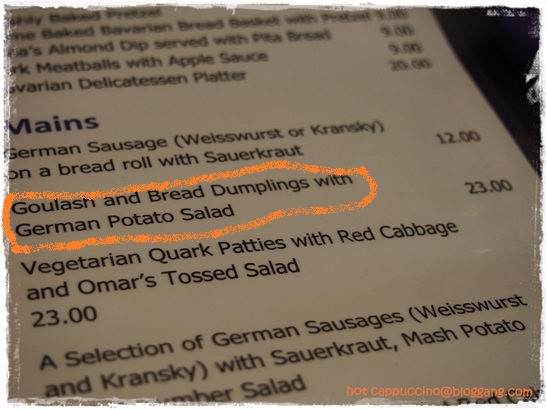 Baked Pretzel
Baked Bavarian Bread Basket with Pretzel 9.00
Almond Dip served with Pita Bread 9.00
Meatballs with Apple Sauce 9.00
Delicatessen Platter 20.00
Mains
German Sausage (Weisswurst or Kransky) 12.00
on a bread roll with Sauerkraut
Goulash and Bread Dumplings with 23.00
German Potato Salad
Vegetarian Quark Patties with Red Cabbage
and Omar's Tossed Salad
23.00
A Selection of German Sausages (Weisswurst
and Kransky) with Sauerkraut, Mash Potato
Salad
hot cappuccino@bloggang.com